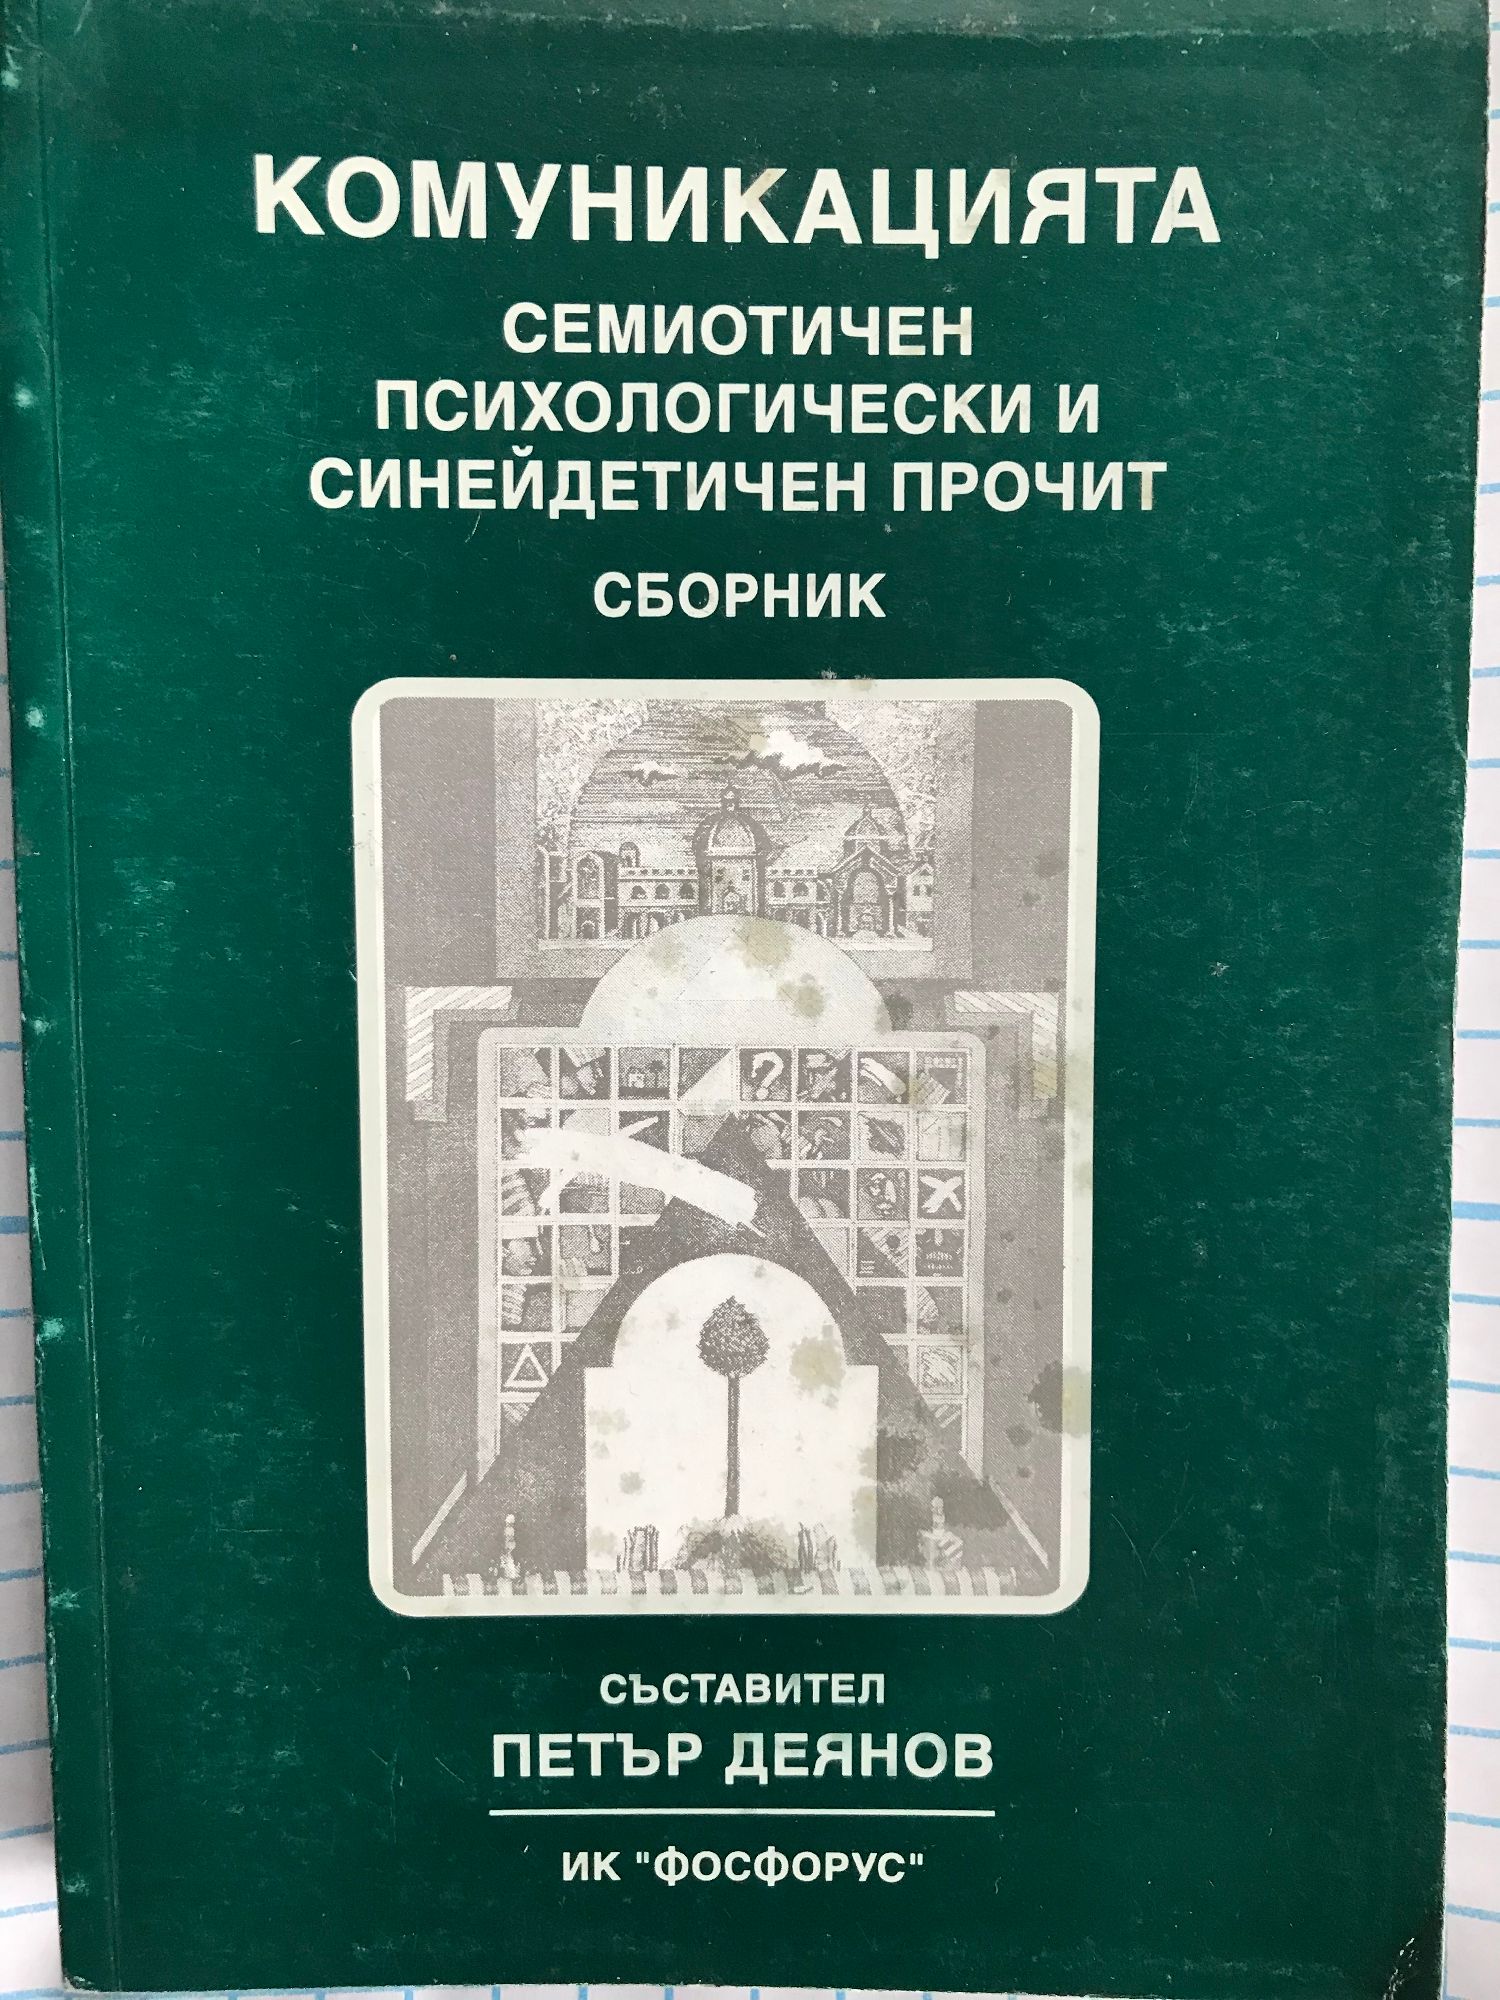 КОМУНИКАЦИЯТА
СЕМИОТИЧЕН
ПСИХОЛОГИЧЕСКИ И
СИНЕЙДЕТИЧЕН ПРОЧИТ
СБОРНИК
?
СЪСТАВИТЕЛ
ПЕТЪР ДЕЯНОВ
ИК "ФОСФОРУС"